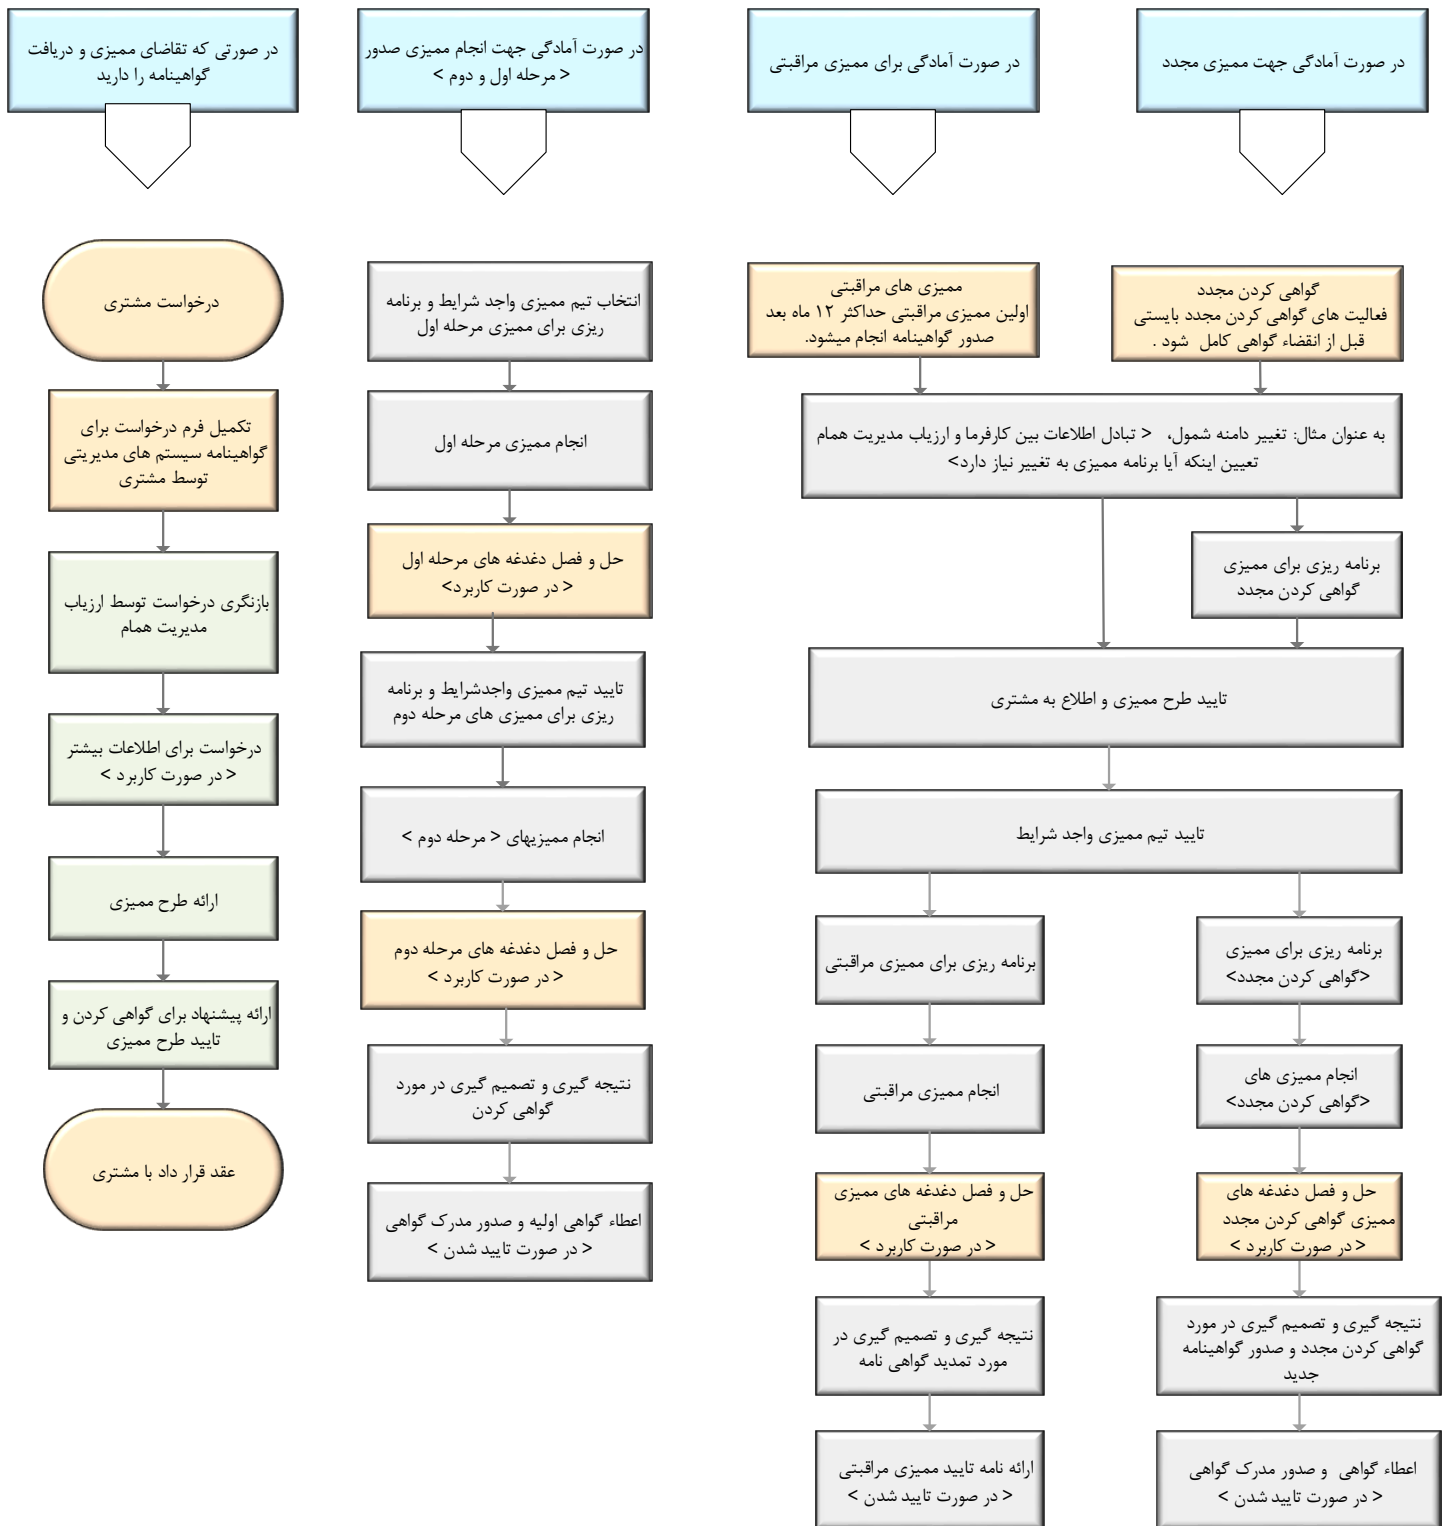 در صورتی که تقاضای ممیزی و دریافت
گواهینامه را دارید
درخواست مشتری
تکمیل فرم درخواست برای
گواهینامه سیستم های مدیریتی
توسط مشتری
بازنگری درخواست توسط ارزیاب
مدیریت همام
درخواست برای اطلاعات بیشتر
< در صورت کاربرد >
ارائه طرح ممیزی
ارائه پیشنهاد برای گواهی کردن و
تایید طرح ممیزی
عقد قرار داد با مشتری
در صورت آمادگی جهت انجام ممیزی صدور
< مرحله اول و دوم >
انتخاب تیم ممیزی واجد شرایط و برنامه
ریزی برای ممیزی مرحله اول
انجام ممیزی مرحله اول
حل و فصل دغدغه های مرحله اول
< در صورت کاربرد>
تایید تیم ممیزی واجدشرایط و برنامه
ریزی برای ممیزی های مرحله دوم
انجام ممیزیهای < مرحله دوم >
حل و فصل دغدغه های مرحله دوم
< در صورت کاربرد >
نتیجه گیری و تصمیم گیری در مورد
گواهی کردن
اعطاء گواهی اولیه و صدور مدرک گواهی
< در صورت تایید شدن >
در صورت آمادگی برای ممیزی مراقبتی
ممیزی های مراقبتی
اولین ممیزی مراقبتی حداکثر ۱۲ ماه بعد
صدور گواهینامه انجام میشود.
در صورت آمادگی جهت ممیزی مجدد
گواهی کردن مجدد
فعالیت های گواهی کردن مجدد بایستی
قبل از انقضاء گواهی کامل شود .
به عنوان مثال: تغییر دامنه شمول، < تبادل اطلاعات بین کارفرما و ارزیاب مدیریت همام
تعیین اینکه آیا برنامه ممیزی به تغییر نیاز دارد>
برنامه ریزی برای ممیزی
گواهی کردن مجدد
تایید طرح ممیزی و اطلاع به مشتری
تایید تیم ممیزی واجد شرایط
برنامه ریزی برای ممیزی مراقبتی
انجام ممیزی مراقبتی
حل و فصل دغدغه های ممیزی
مراقبتی
< در صورت کاربرد >
نتیجه گیری و تصمیم گیری در
مورد تمدید گواهی نامه
ارائه نامه تایید ممیزی مراقبتی
< در صورت تایید شدن >
برنامه ریزی برای ممیزی
<گواهی کردن مجدد>
انجام ممیزی های
<گواهی کردن مجدد>
حل و فصل دغدغه های
ممیزی گواهی کردن مجدد
< در صورت کاربرد >
نتیجه گیری و تصمیم گیری در مورد
گواهی کردن مجدد و صدور گواهینامه
جدید
اعطاء گواهی و صدور مدرک گواهی
< در صورت تایید شدن >